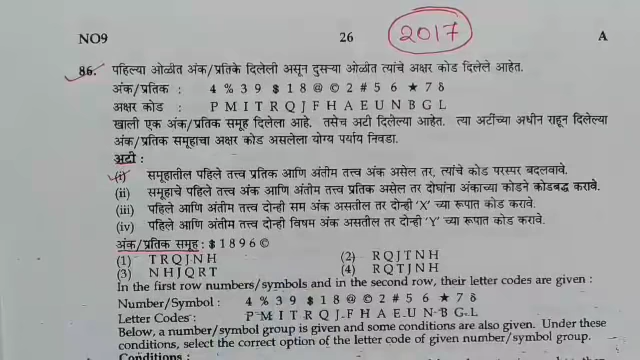 NO9 26 2017 A
86. पहिल्या ओळीत अंक/प्रतिके दिलेली असून दुसऱ्या ओळीत त्यांचे अक्षर कोड दिलेले आहेत.
अंक/प्रतिक : 4 % 3 9 $ 1 8 @ © 2 # 5 6 ★ 7 δ
अक्षर कोड : P M I T R Q J F H A E U N B G L
खाली एक अंक/प्रतिक समूह दिलेला आहे. तसेच अटी दिलेल्या आहेत. त्या अटींच्या अधीन राहून दिलेल्या
अंक/प्रतिक समूहाचा अक्षर कोड असलेला योग्य पर्याय निवडा.
अटी :
(i) समूहातील पहिले तत्त्व प्रतिक आणि अंतीम तत्त्व अंक असेल तर, त्यांचे कोड परस्पर बदलवावे.
(ii) समूहाचे पहिले तत्त्व अंक आणि अंतीम तत्त्व प्रतिक असेल तर दोघांना अंकाच्या कोडने कोडबद्ध करावे.
(iii) पहिले आणि अंतीम तत्त्व दोन्ही सम अंक असतील तर दोन्ही 'X' च्या रूपात कोड करावे.
(iv) पहिले आणि अंतीम तत्त्व दोन्ही विषम अंक असतील तर दोन्ही 'Y' च्या रूपात कोड करावे.
अंक/प्रतिक समूह : $ 1 8 9 6 ©
(1) T R Q J N H (2) R Q J T N H
(3) N H J Q R T (4) R Q T J N H
In the first row numbers/symbols and in the second row, their letter codes are given :
Number/Symbol : 4 % 3 9 $ 1 8 @ © 2 # 5 6 ★ 7 δ
Letter Codes : P M I T R Q J F H A E U N B G L
Below, a number/symbol group is given and some conditions are also given. Under these
conditions, select the correct option of the letter code of given number/symbol group.
Conditions :